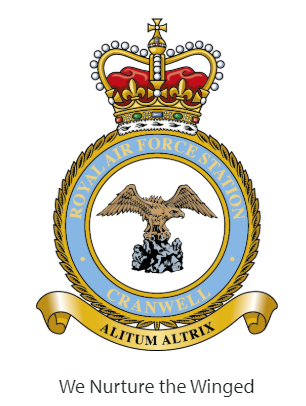 ROYAL AIR FORCE STATION
CRANWELL
ALITUM ALTRIX
We Nurture the Winged